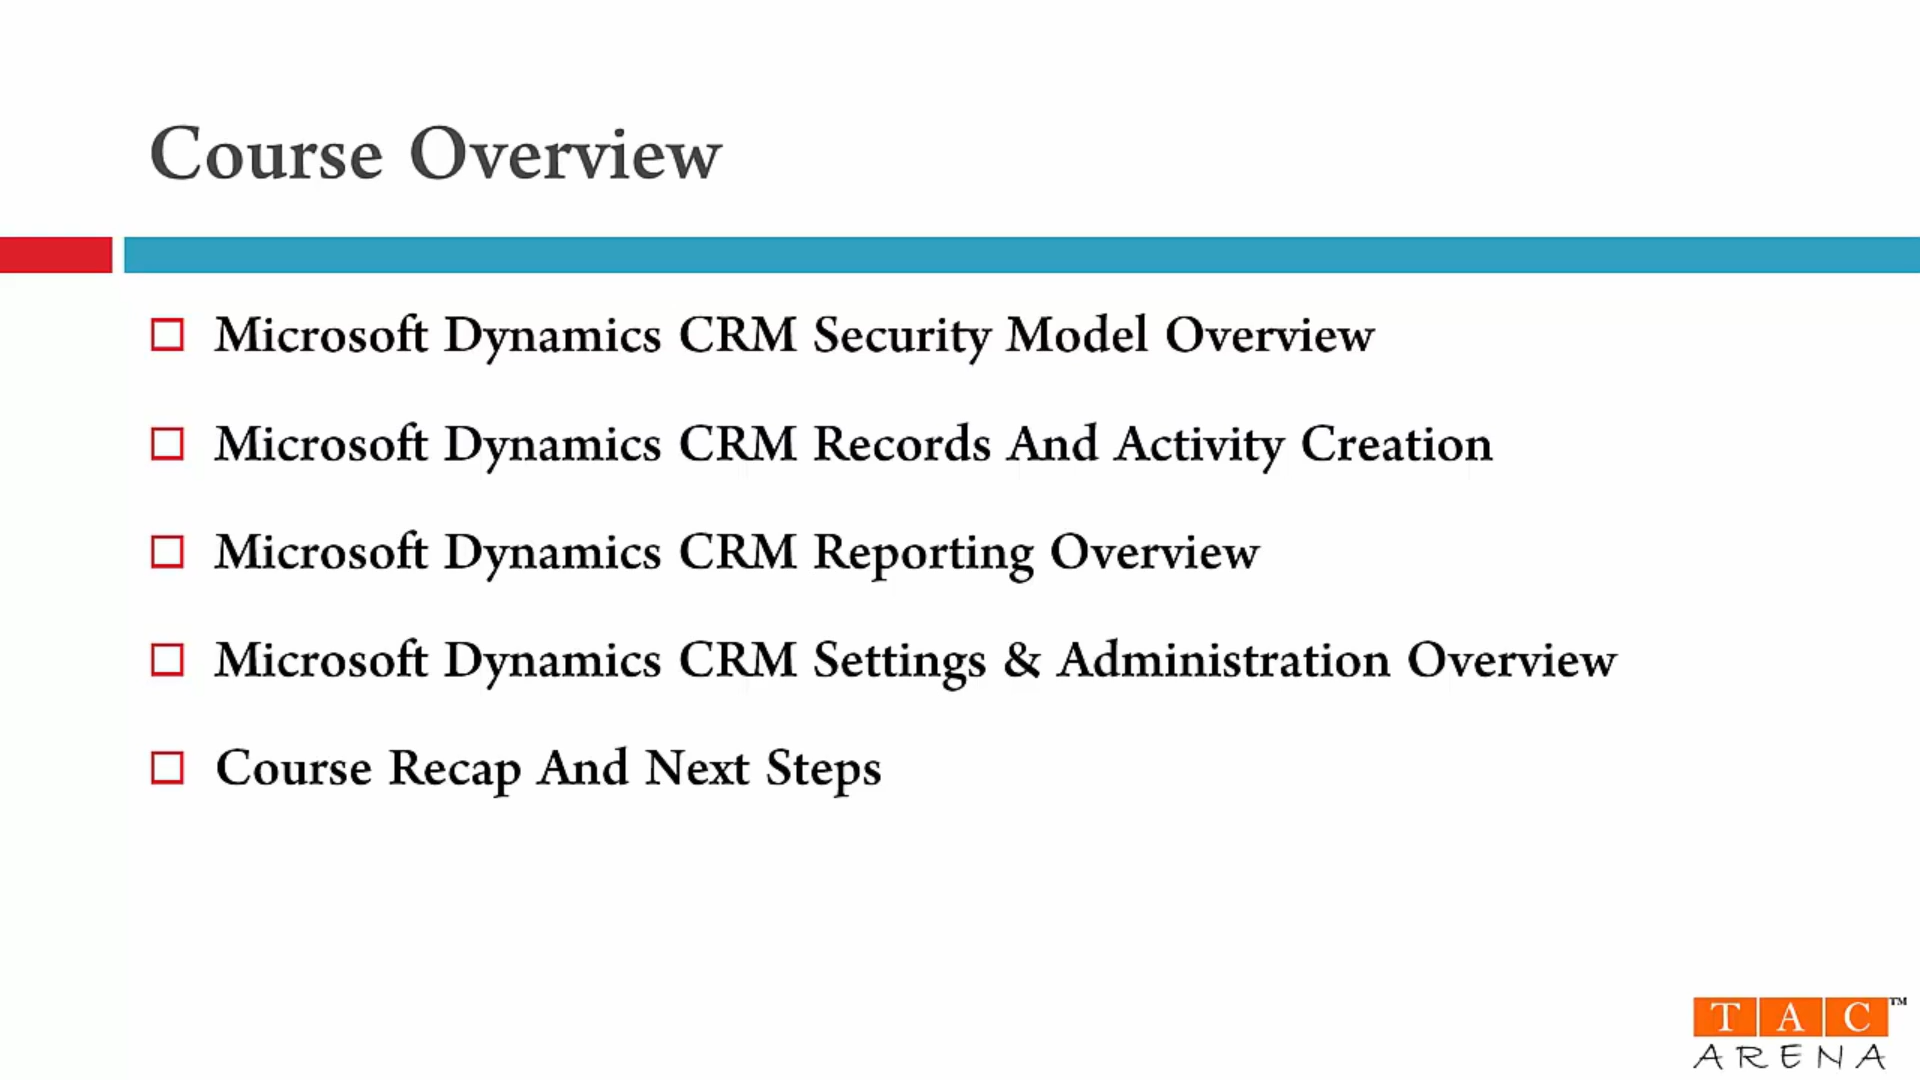 Course Overview
Microsoft Dynamics CRM Security Model Overview
Microsoft Dynamics CRM Records And Activity Creation
Microsoft Dynamics CRM Reporting Overview
Microsoft Dynamics CRM Settings & Administration Overview
Course Recap And Next Steps
TAC™
ARENA